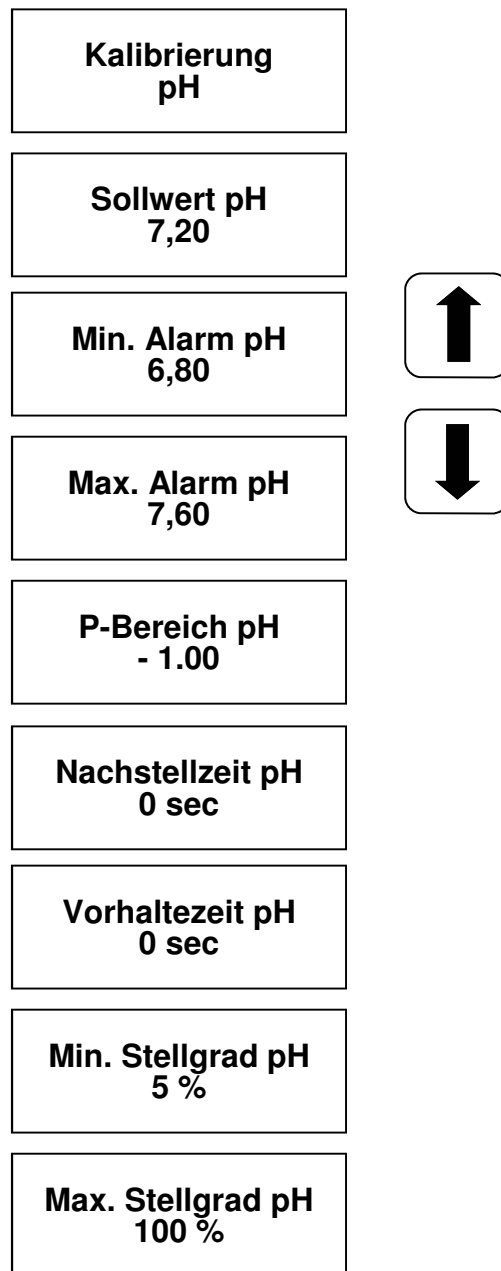 Kalibrierung
pH
Sollwert pH
7,20
Min. Alarm pH
6,80
Max. Alarm pH
7,60
P-Bereich pH
- 1.00
Nachstellzeit pH
0 sec
Vorhaltezeit pH
0 sec
Min. Stellgrad pH
5 %
Max. Stellgrad pH
100 %